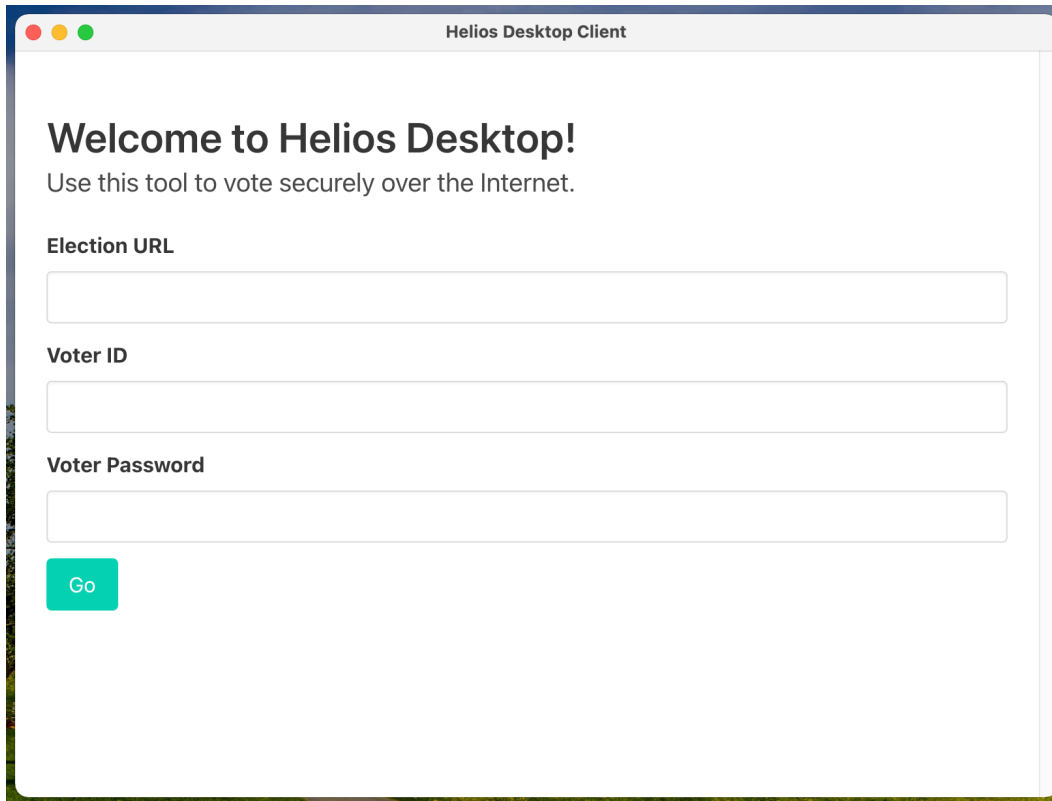 Helios Desktop Client
Welcome to Helios Desktop!
Use this tool to vote securely over the Internet.
Election URL
Voter ID
Voter Password
Go